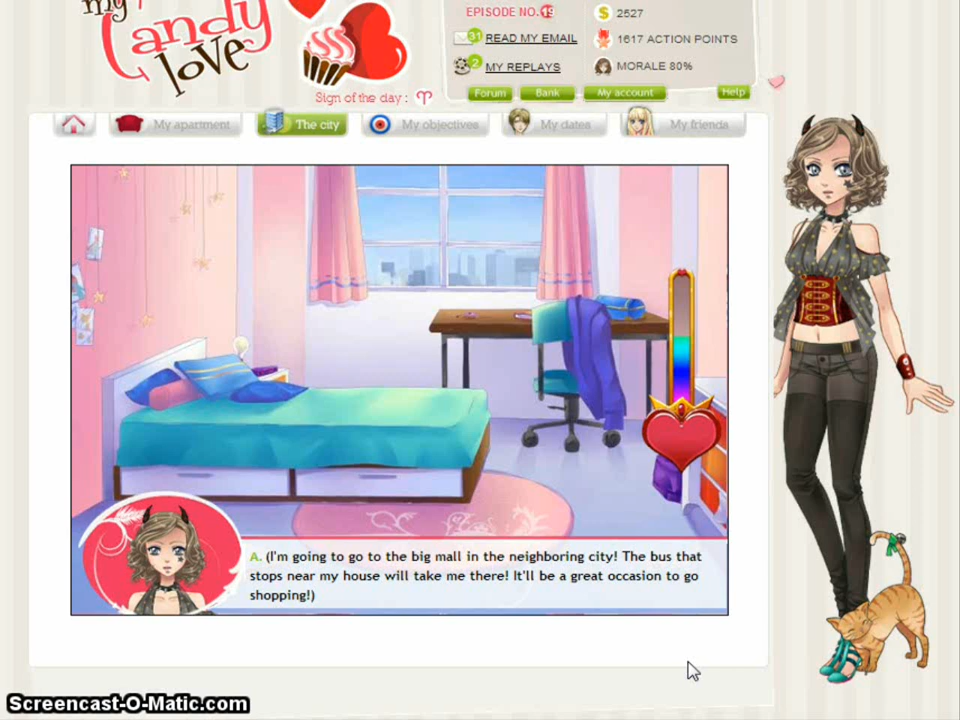 my
Candy
love
EPISODE NO.19
$ 2527
31 READ MY EMAIL
1617 ACTION POINTS
2 MY REPLAYS
MORALE 80%
Sign of the day : ♈
Forum
Bank
My account
Help
My apartment
The city
My objectives
My dates
My friends
A. (I'm going to go to the big mall in the neighboring city! The bus that
stops near my house will take me there! It'll be a great occasion to go
shopping!)
Screencast-O-Matic.com